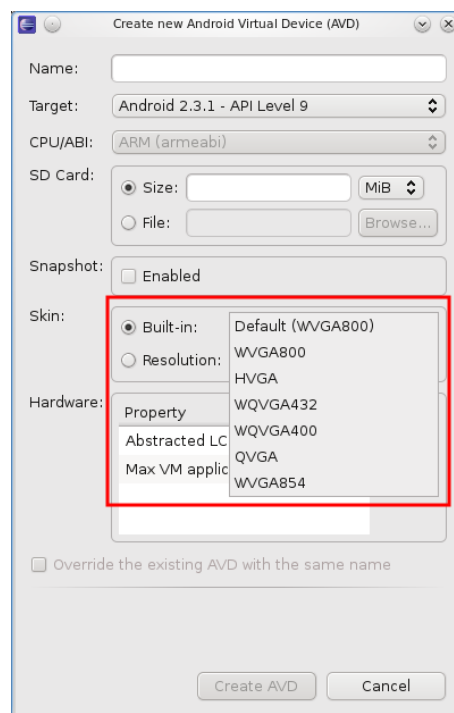 Create new Android Virtual Device (AVD)
Name:
Target: Android 2.3.1 - API Level 9
CPU/ABI: ARM (armeabi)
SD Card:
Size: MiB
File: Browse...
Snapshot:
Enabled
Skin:
Built-in: Default (WVGA800)
WVGA800
Resolution:
HVGA
Hardware:
WQVGA432
Property
WQVGA400
Abstracted LC
QVGA
Max VM applic
WVGA854
Override the existing AVD with the same name
Create AVD Cancel